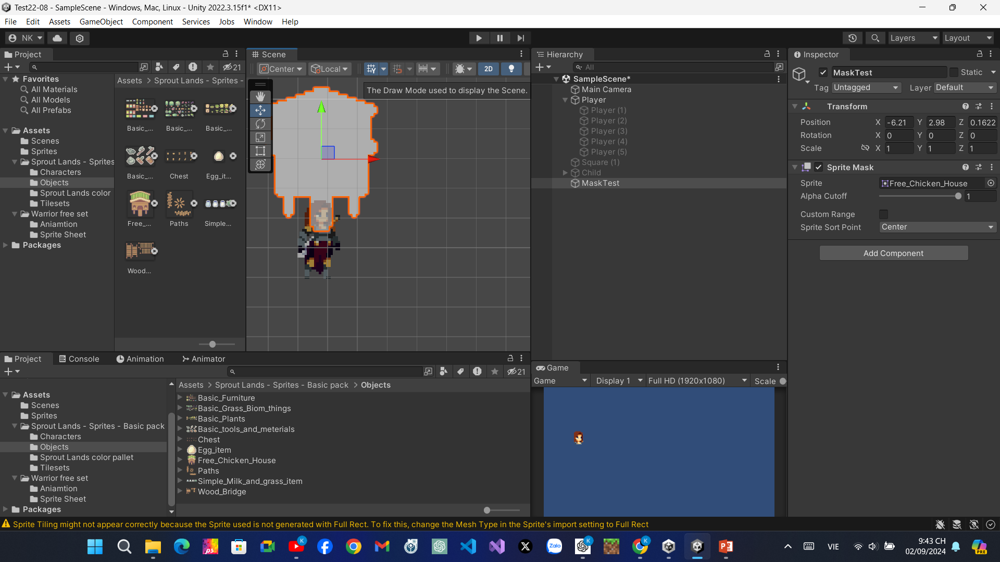 Test22-08 - SampleScene - Windows, Mac, Linux - Unity 2022.3.15f1* <DX11>
File Edit Assets GameObject Component Services Jobs Window Help
NK Layers Layout
Project
21
Favorites
All Materials
All Models
All Prefabs
Assets
Scenes
Sprites
Sprout Lands - Sprites
Characters
Objects
Sprout Lands color
Tilesets
Warrior free set
Aniamtion
Sprite Sheet
Packages
Assets > Sprout Lands - Sprites -
Basic_... Basic_... Basic_...
Basic_... Chest Egg_it...
Free_... Paths Simple...
Wood...
Scene
Center Local 2D
The Draw Mode used to display the Scene.
Hierarchy
All
SampleScene*
Main Camera
Player
Player (1)
Player (2)
Player (3)
Player (4)
Player (5)
Square (1)
Child
MaskTest
Inspector
MaskTest Static
Tag Untagged Layer Default
Transform
Position X -6.21 Y 2.98 Z 0.1622
Rotation X 0 Y 0 Z 0
Scale X 1 Y 1 Z 1
Sprite Mask
Sprite Free_Chicken_House
Alpha Cutoff 1
Custom Range
Sprite Sort Point Center
Add Component
Project Console Animation Animator
21
Assets
Scenes
Sprites
Sprout Lands - Sprites - Basic pack
Characters
Objects
Sprout Lands color pallet
Tilesets
Warrior free set
Aniamtion
Sprite Sheet
Packages
Assets > Sprout Lands - Sprites - Basic pack > Objects
Basic_Furniture
Basic_Grass_Biom_things
Basic_Plants
Basic_tools_and_meterials
Chest
Egg_item
Free_Chicken_House
Paths
Simple_Milk_and_grass_item
Wood_Bridge
Game
Game Display 1 Full HD (1920x1080) Scale
Sprite Tiling might not appear correctly because the Sprite used is not generated with Full Rect. To fix this, change the Mesh Type in the Sprite's import setting to Full Rect
ps K Zalo K K VIE 9:43 CH
02/09/2024 PRE